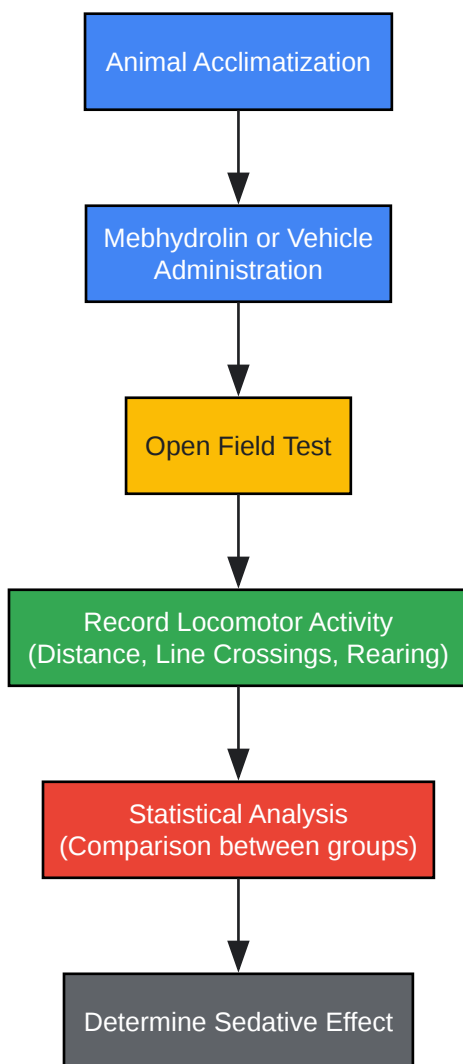 Animal Acclimatization
Mebhydrolin or Vehicle
Administration
Open Field Test
Record Locomotor Activity
(Distance, Line Crossings, Rearing)
Statistical Analysis
(Comparison between groups)
Determine Sedative Effect